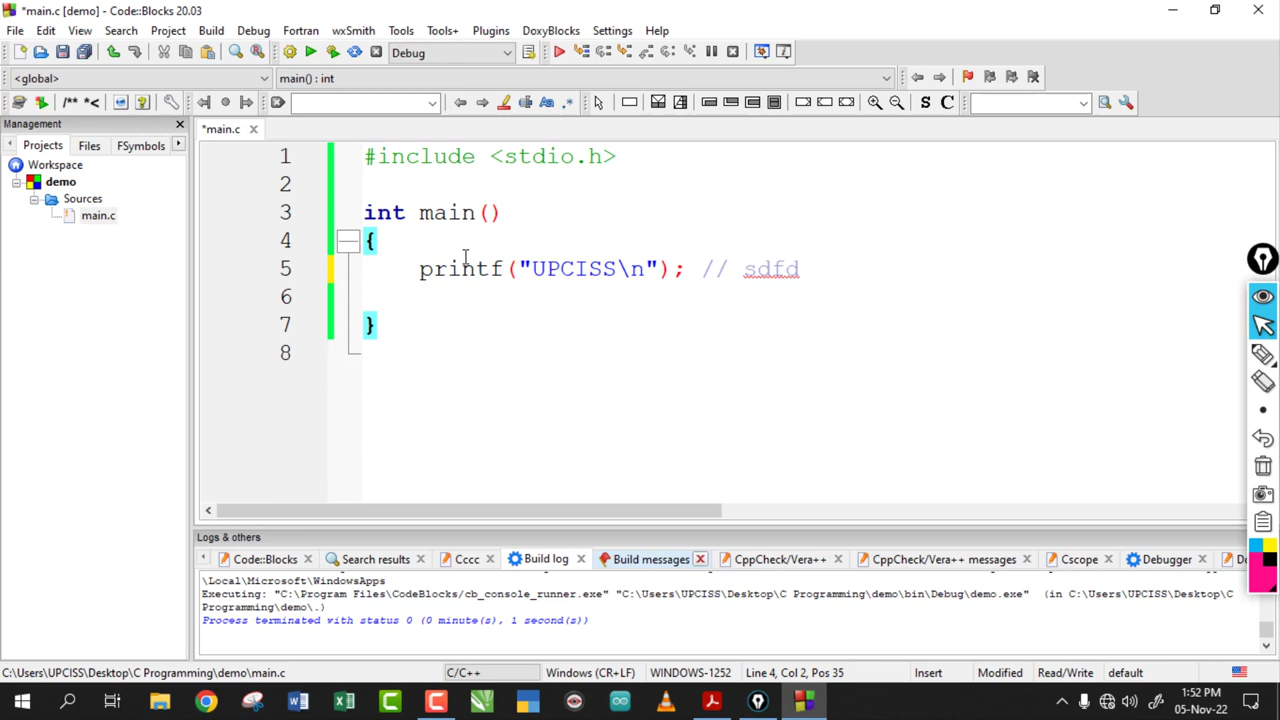 *main.c [demo] - Code::Blocks 20.03
File Edit View Search Project Build Debug Fortran wxSmith Tools Tools+ Plugins DoxyBlocks Settings Help
Debug
<global> main() : int
/** *<
Aa .* S C
Management
Projects Files FSymbols
*main.c
Workspace
demo
Sources
main.c
1 #include <stdio.h>
2
3 int main()
4 {
5 printf("UPCISS\n"); // sdfd
6
7 }
8
Logs & others
Code::Blocks Search results Cccc Build log Build messages CppCheck/Vera++ CppCheck/Vera++ messages Cscope Debugger
\Local\Microsoft\WindowsApps
Executing: "C:\Program Files\CodeBlocks/cb_console_runner.exe" "C:\Users\UPCISS\Desktop\C Programming\demo\bin\Debug\demo.exe" (in C:\Users\UPCISS\Desktop\C
Programming\demo\.)
Process terminated with status 0 (0 minute(s), 1 second(s))
C:\Users\UPCISS\Desktop\C Programming\demo\main.c C/C++ Windows (CR+LF) WINDOWS-1252 Line 4, Col 2, Pos 35 Insert Modified Read/Write default
1:52 PM
05-Nov-22